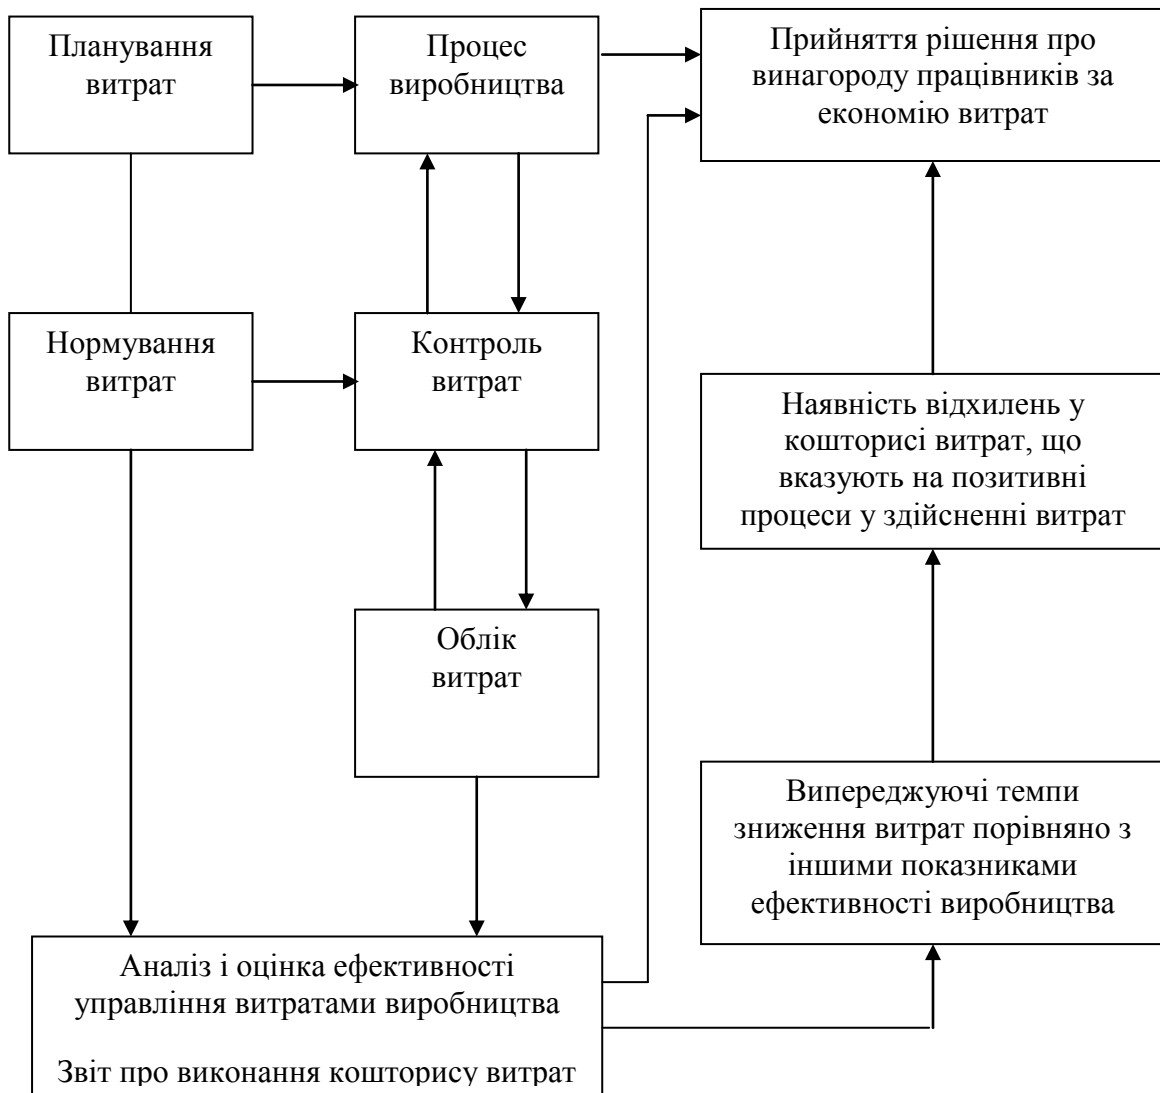 Планування
витрат
Процес
виробництва
Прийняття рішення про
винагороду працівників за
економію витрат
Нормування
витрат
Контроль
витрат
Наявність відхилень у
кошторисі витрат, що
вказують на позитивні
процеси у здійсненні витрат
Облік
витрат
Випереджуючі темпи
зниження витрат порівняно з
іншими показниками
ефективності виробництва
Аналіз і оцінка ефективності
управління витратами виробництва
Звіт про виконання кошторису витрат